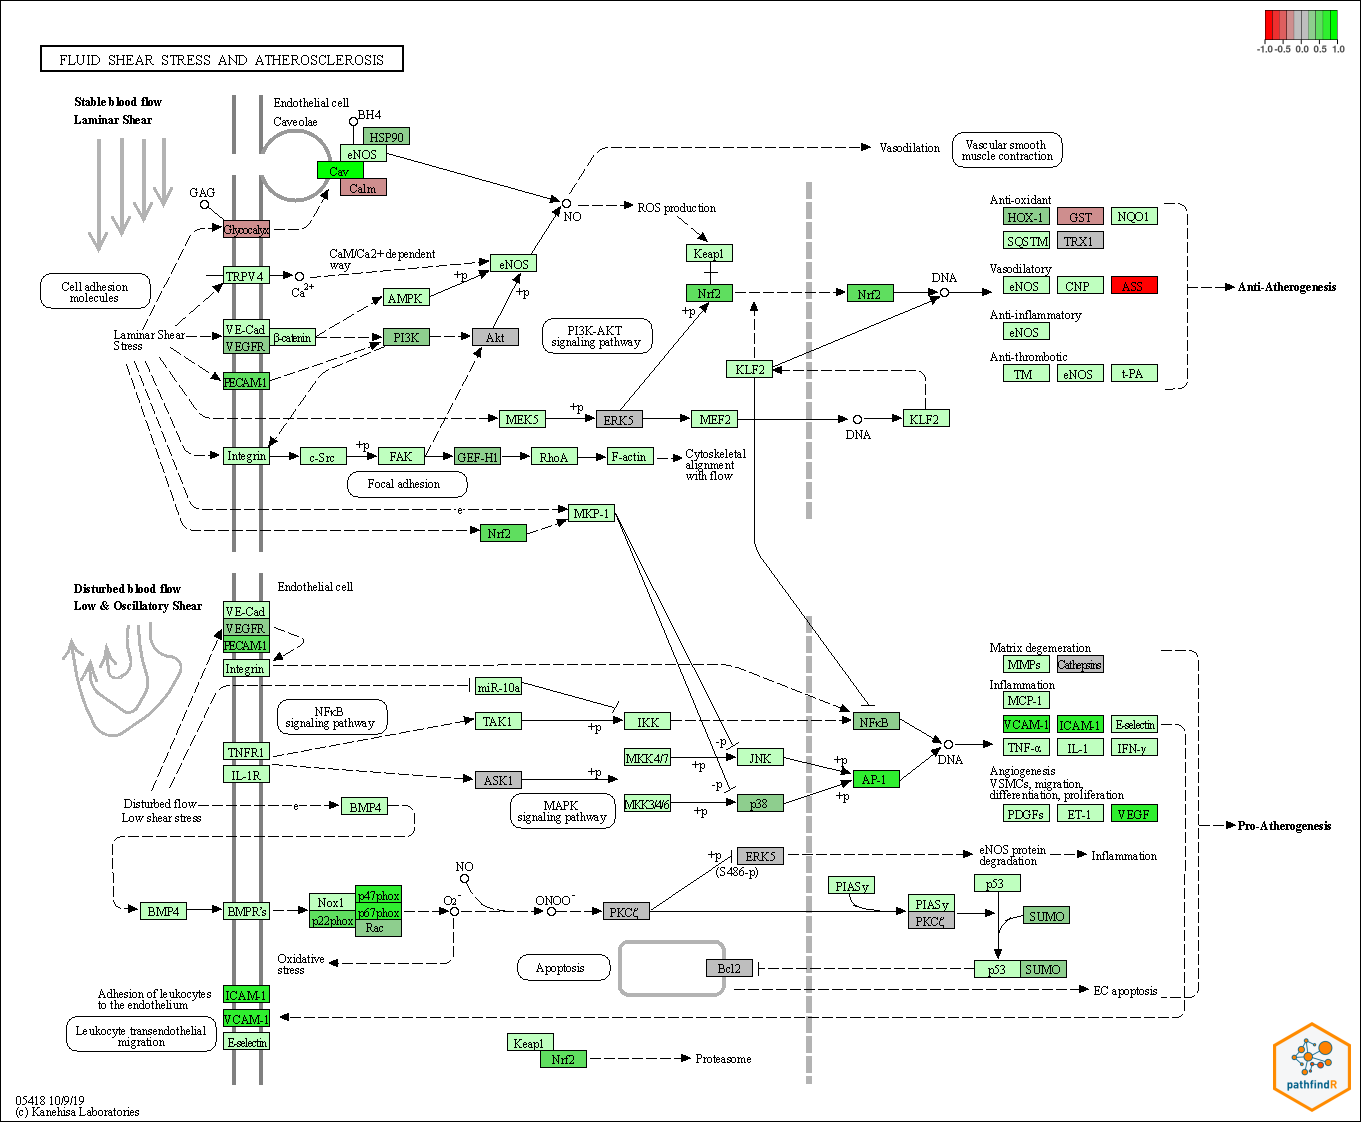 -1.0 -0.5 0.0 0.5 1.0
FLUID SHEAR STRESS AND ATHEROSCLEROSIS
Stable blood flow
Laminar Shear
Endothelial cell
Caveolae
BH4
HSP90
eNOS
Cav
Calm
GAG
Glycocalyx
NO
Vasodilation
Vascular smooth
muscle contraction
ROS production
CaM/Ca2+ dependent
way
TRPV4
Ca2+
eNOS
+p
+p
AMPK
Cell adhesion
molecules
Laminar Shear
Stress
VE-Cad
VEGFR
β-catenin
PI3K
Akt
PI3K-AKT
signaling pathway
PECAM-1
Keap1
Nrf2
+p
Nrf2
DNA
KLF2
MEK5
+p
ERK5
MEF2
DNA
KLF2
Integrin
c-Src
+p
FAK
GEF-H1
RhoA
F-actin
Cytoskeletal
alignment
with flow
Focal adhesion
e
MKP-1
Nrf2
Anti-oxidant
HOX-1
GST
NQO1
SQSTM
TRX1
Vasodilatory
eNOS
CNP
ASS
Anti-inflammatory
eNOS
Anti-thrombotic
TM
eNOS
t-PA
Anti-Atherogenesis
Disturbed blood flow
Low & Oscillatory Shear
Endothelial cell
VE-Cad
VEGFR
PECAM-1
Integrin
miR-10a
NFκB
signaling pathway
TAK1
+p
IKK
NFκB
TNFR1
IL-1R
MKK4/7
+p
-p
JNK
+p
ASK1
+p
AP-1
MAPK
signaling pathway
MKK3/4/6
+p
-p
p38
+p
DNA
Disturbed flow
Low shear stress
e
BMP4
Matrix degeneration
MMPs
Cathepsins
Inflammation
MCP-1
VCAM-1
ICAM-1
E-selectin
TNF-α
IL-1
IFN-γ
Angiogenesis
VSMCs, migration,
differentiation, proliferation
PDGFs
ET-1
VEGF
Pro-Atherogenesis
+p
(S486-p)
ERK5
eNOS protein
degradation
Inflammation
BMP4
BMPR's
Nox1
p22phox
p47phox
p67phox
Rac
NO
O2-
ONOO-
PKCζ
PIASy
PIASy
PKCζ
p53
SUMO
p53
SUMO
Oxidative
stress
Apoptosis
Bcl2
EC apoptosis
Adhesion of leukocytes
to the endothelium
ICAM-1
VCAM-1
E-selectin
Leukocyte transendothelial
migration
Keap1
Nrf2
Proteasome
pathfindR
05418 10/9/19
(c) Kanehisa Laboratories